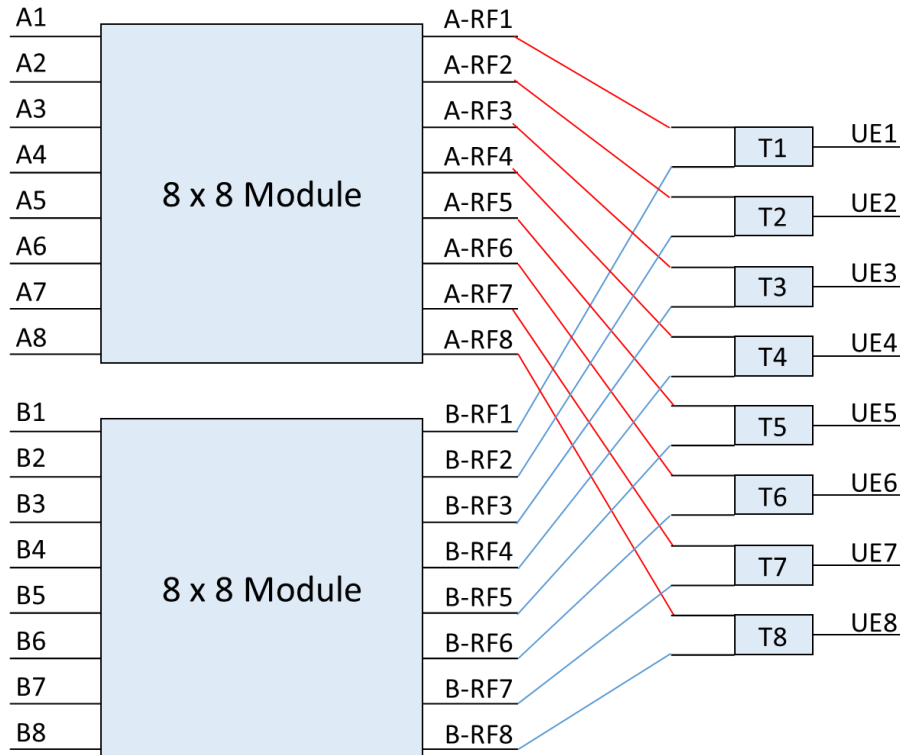 A1
A2
A3
A4
A5
A6
A7
A8
8 x 8 Module
A-RF1
A-RF2
A-RF3
A-RF4
A-RF5
A-RF6
A-RF7
A-RF8
B1
B2
B3
B4
B5
B6
B7
B8
8 x 8 Module
B-RF1
B-RF2
B-RF3
B-RF4
B-RF5
B-RF6
B-RF7
B-RF8
T1
UE1
T2
UE2
T3
UE3
T4
UE4
T5
UE5
T6
UE6
T7
UE7
T8
UE8